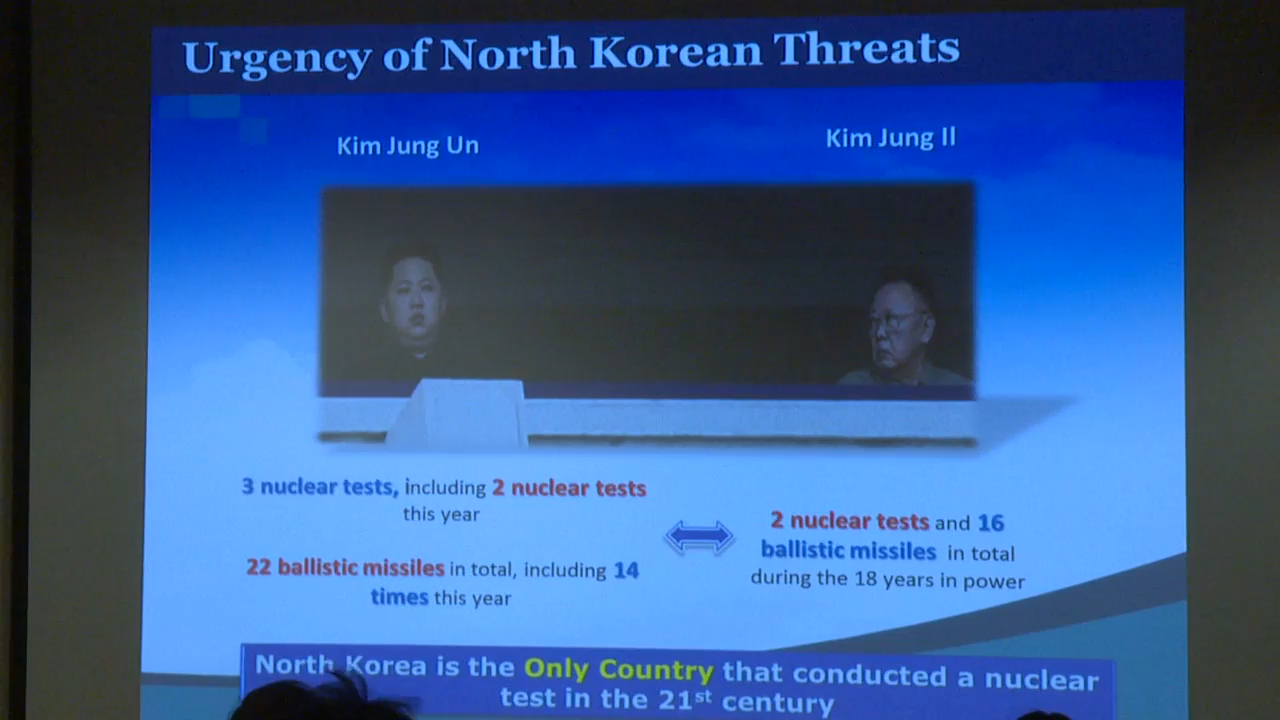 Urgency of North Korean Threats
Kim Jung Un
Kim Jung Il
3 nuclear tests, including 2 nuclear tests
this year
22 ballistic missiles in total, including 14
times this year
2 nuclear tests and 16
ballistic missiles in total
during the 18 years in power
North Korea is the Only Country that conducted a nuclear
test in the 21st century